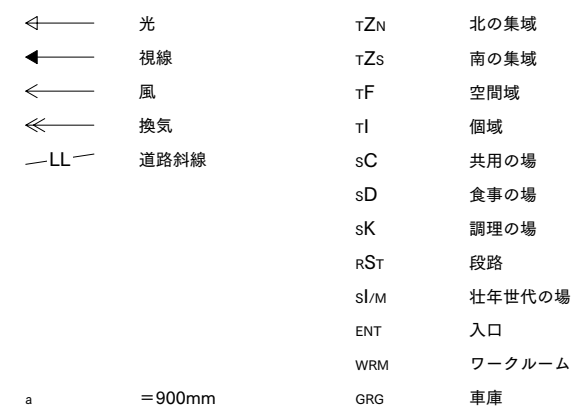 光 TZN 北の集域
視線 TZS 南の集域
風 TF 空間域
換気 TI 個域
LL 道路斜線 SC 共用の場
SD 食事の場
SK 調理の場
RST 段路
SI/M 壮年世代の場
ENT 入口
WRM ワークルーム
a =900mm GRG 車庫